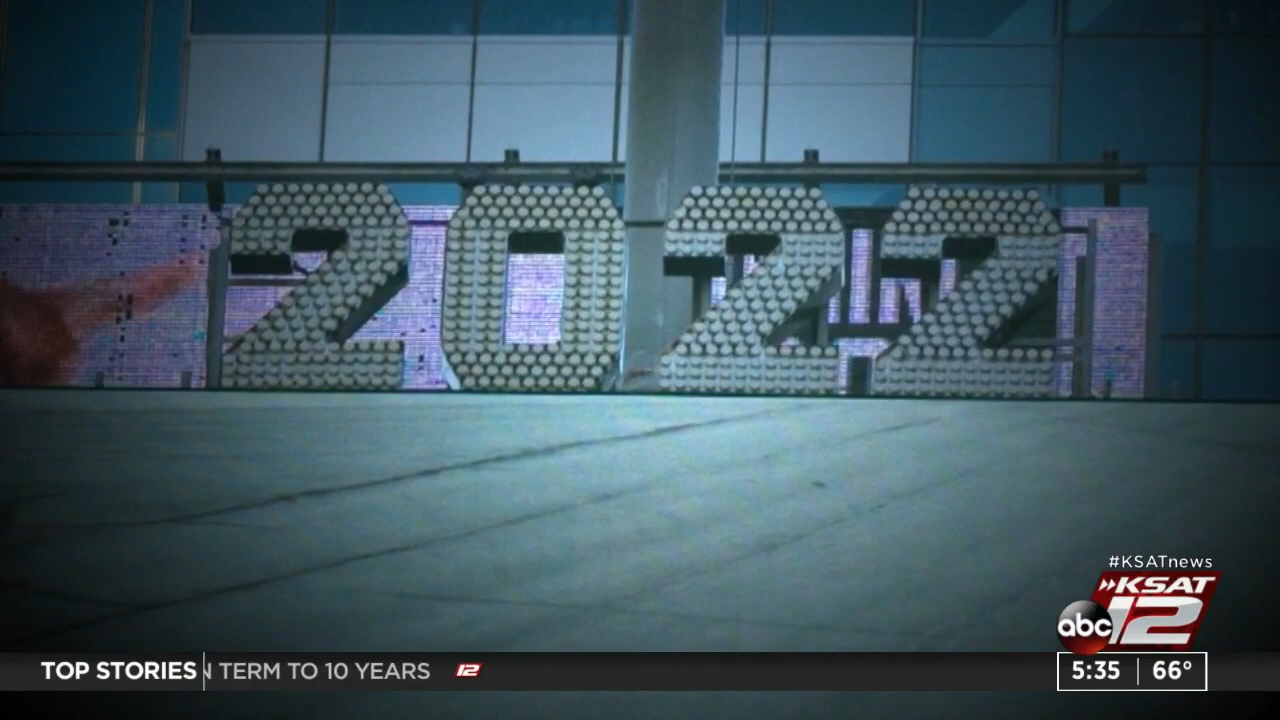 2022
#KSATnews
KSAT
abc 12
TOP STORIES TERM TO 10 YEARS 12
5:35 66°